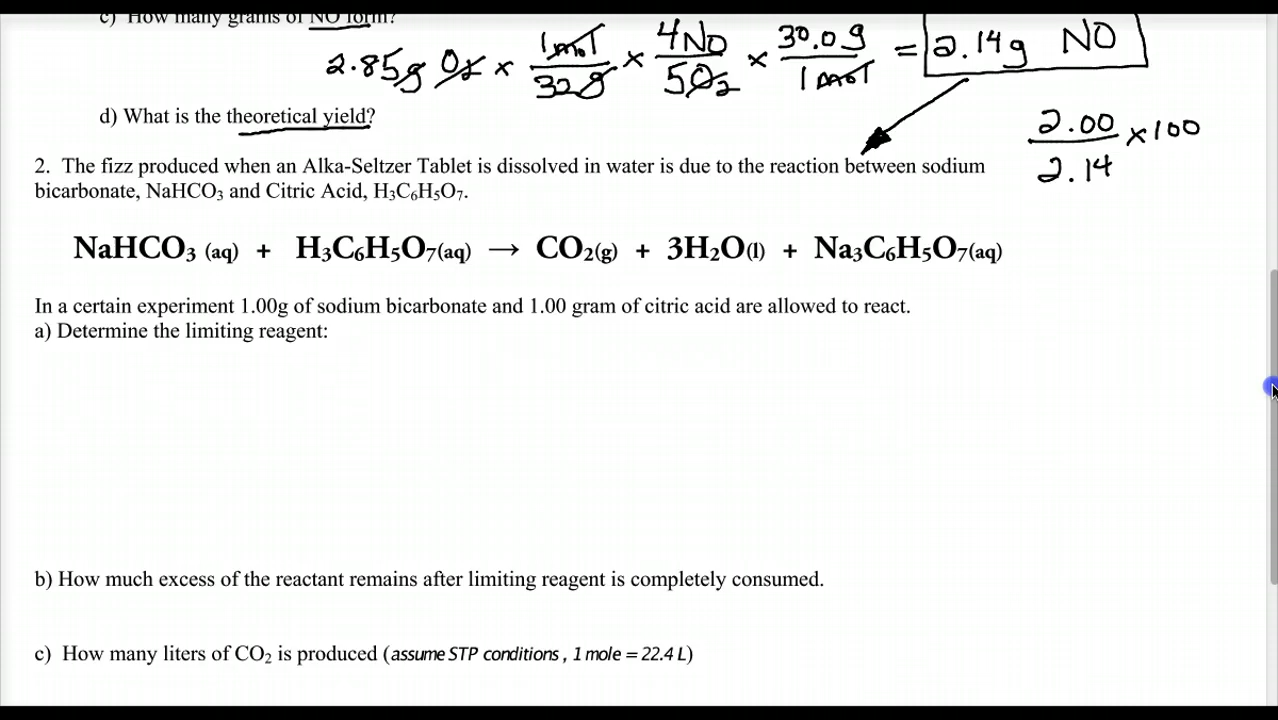 c) How many grams of NO form?
2.85g O₂ × 1mol/32g × 4NO/5O₂ × 30.0g/1mol = 2.14g NO
d) What is the theoretical yield?
2.00/2.14 ×100
2. The fizz produced when an Alka-Seltzer Tablet is dissolved in water is due to the reaction between sodium
bicarbonate, NaHCO₃ and Citric Acid, H₃C₆H₅O₇.
NaHCO₃ (aq) + H₃C₆H₅O₇(aq) → CO₂(g) + 3H₂O(l) + Na₃C₆H₅O₇(aq)
In a certain experiment 1.00g of sodium bicarbonate and 1.00 gram of citric acid are allowed to react.
a) Determine the limiting reagent:
b) How much excess of the reactant remains after limiting reagent is completely consumed.
c) How many liters of CO₂ is produced (assume STP conditions , 1 mole = 22.4 L)